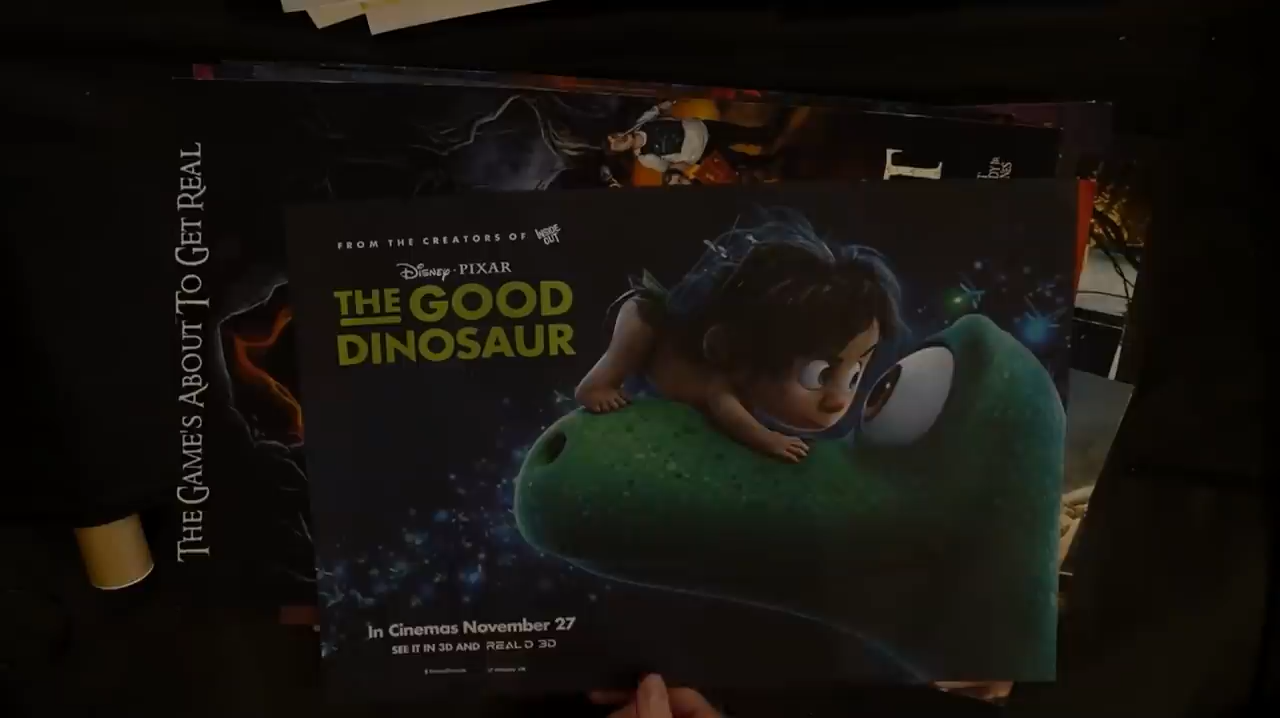 THE GAME'S ABOUT TO GET REAL
FROM THE CREATORS OF INSIDE OUT
DISNEY · PIXAR
THE GOOD
DINOSAUR
In Cinemas November 27
SEE IT IN 3D AND REAL D 3D